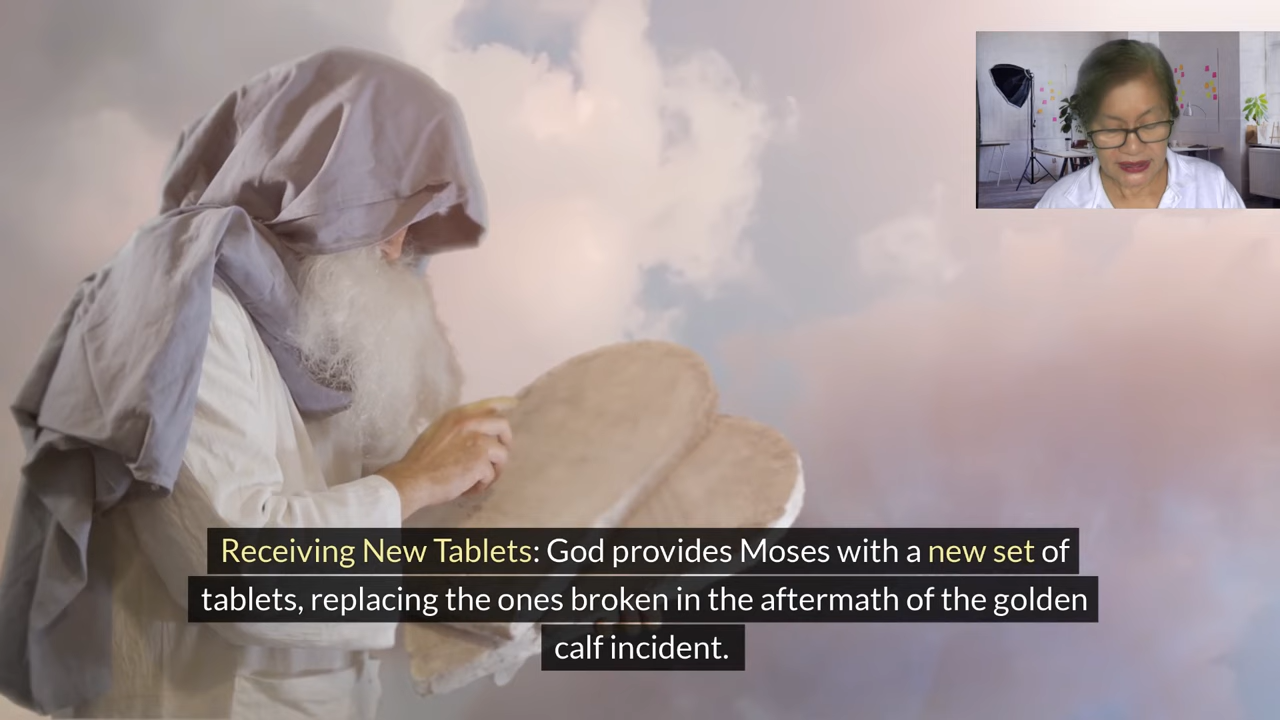 Receiving New Tablets: God provides Moses with a new set of
tablets, replacing the ones broken in the aftermath of the golden
calf incident.